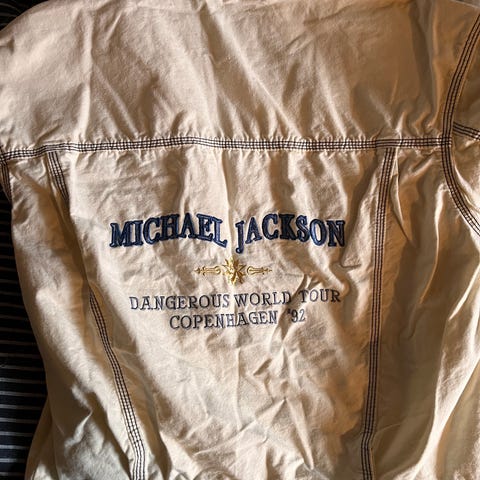 MICHAEL JACKSON
DANGEROUS WORLD TOUR
COPENHAGEN '92